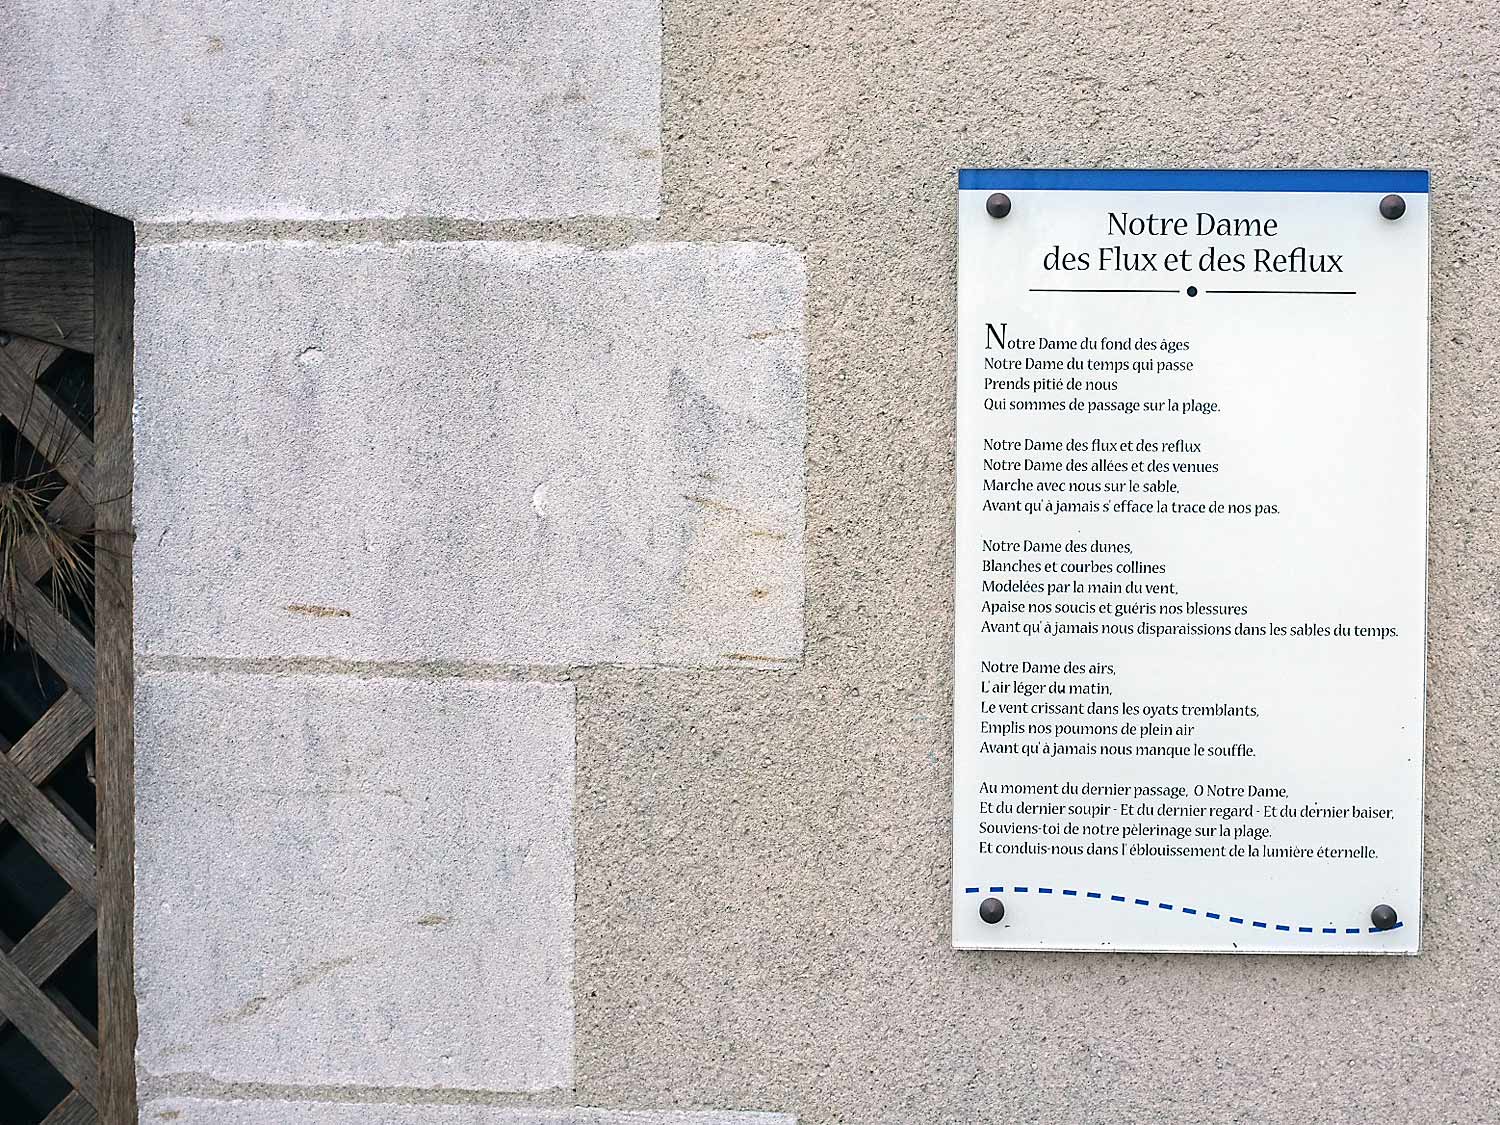 Notre Dame
des Flux et des Reflux
Notre Dame du fond des âges
Notre Dame du temps qui passe
Prends pitié de nous
Qui sommes de passage sur la plage.
Notre Dame des flux et des reflux
Notre Dame des allées et des venues
Marche avec nous sur le sable,
Avant qu'à jamais s'efface la trace de nos pas.
Notre Dame des dunes,
Blanches et courbes collines
Modelées par la main du vent,
Apaise nos soucis et guéris nos blessures
Avant qu'à jamais nous disparaissions dans les sables du temps.
Notre Dame des airs,
L'air léger du matin,
Le vent crissant dans les oyats tremblants,
Emplis nos poumons de plein air
Avant qu'à jamais nous manque le souffle.
Au moment du dernier passage, O Notre Dame,
Et du dernier soupir - Et du dernier regard - Et du dernier baiser,
Souviens-toi de notre pèlerinage sur la plage.
Et conduis-nous dans l'éblouissement de la lumière éternelle.